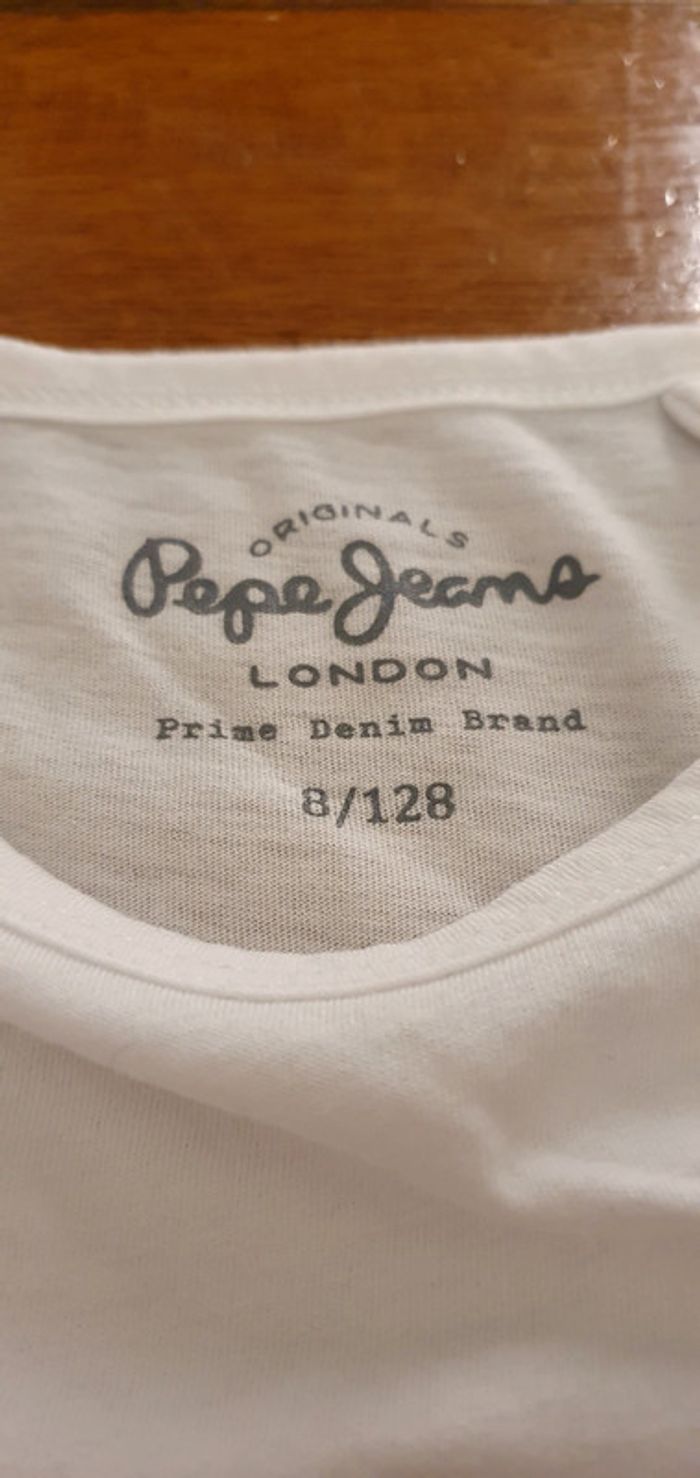 ORIGINALS
Pepe Jeans
LONDON
Prime Denim Brand
8/128